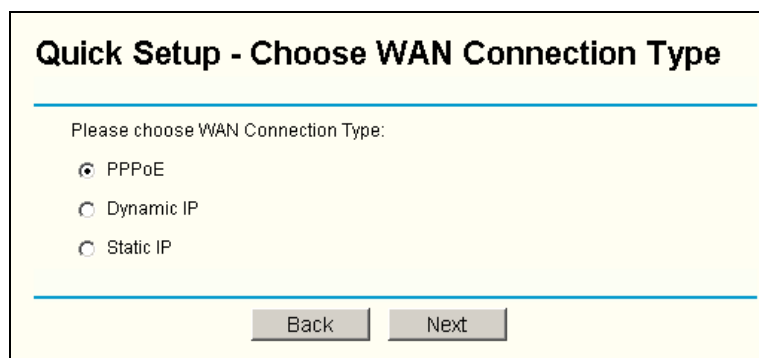 Quick Setup - Choose WAN Connection Type
Please choose WAN Connection Type:
PPPoE
Dynamic IP
Static IP
Back Next